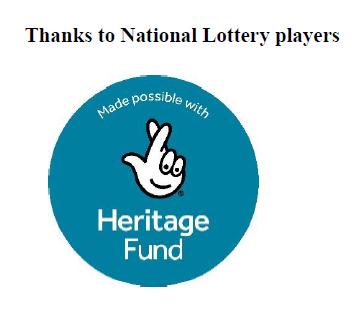 Thanks to National Lottery players
Made possible with
Heritage
Fund